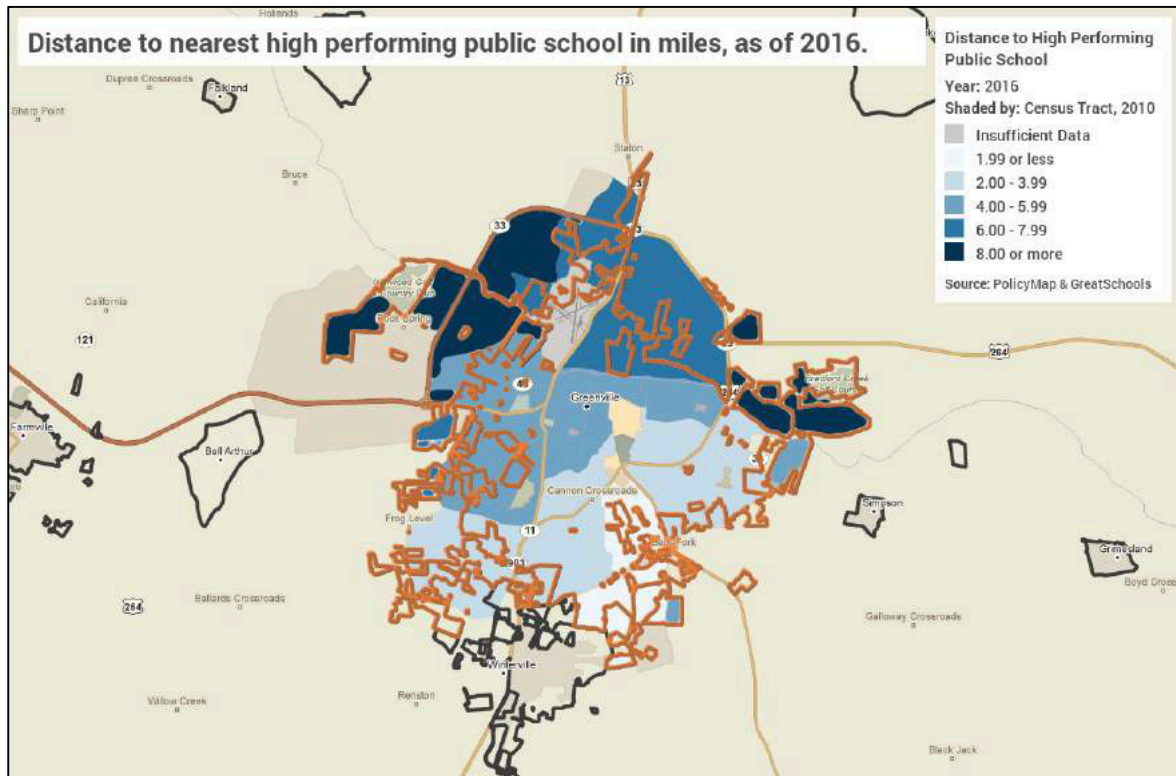 Hollands
Crossroads
Distance to nearest high performing public school in miles, as of 2016.
Distance to High Performing
Public School
Year: 2016
Shaded by: Census Tract, 2010
Insufficient Data
1.99 or less
2.00 - 3.99
4.00 - 5.99
6.00 - 7.99
8.00 or more
Source: PolicyMap & GreatSchools
Dupree Crossroads
13
Falkland
Sharp Point
Staton
Bruce
33
California
121
264
Greenville
Farmville
Bell Arthur
Cannon Crossroads
Simpson
Frog Level
11
Grimesland
Ballards Crossroads
264
Galloway Crossroads
Winterville
Renston
Willow Creek
Black Jack